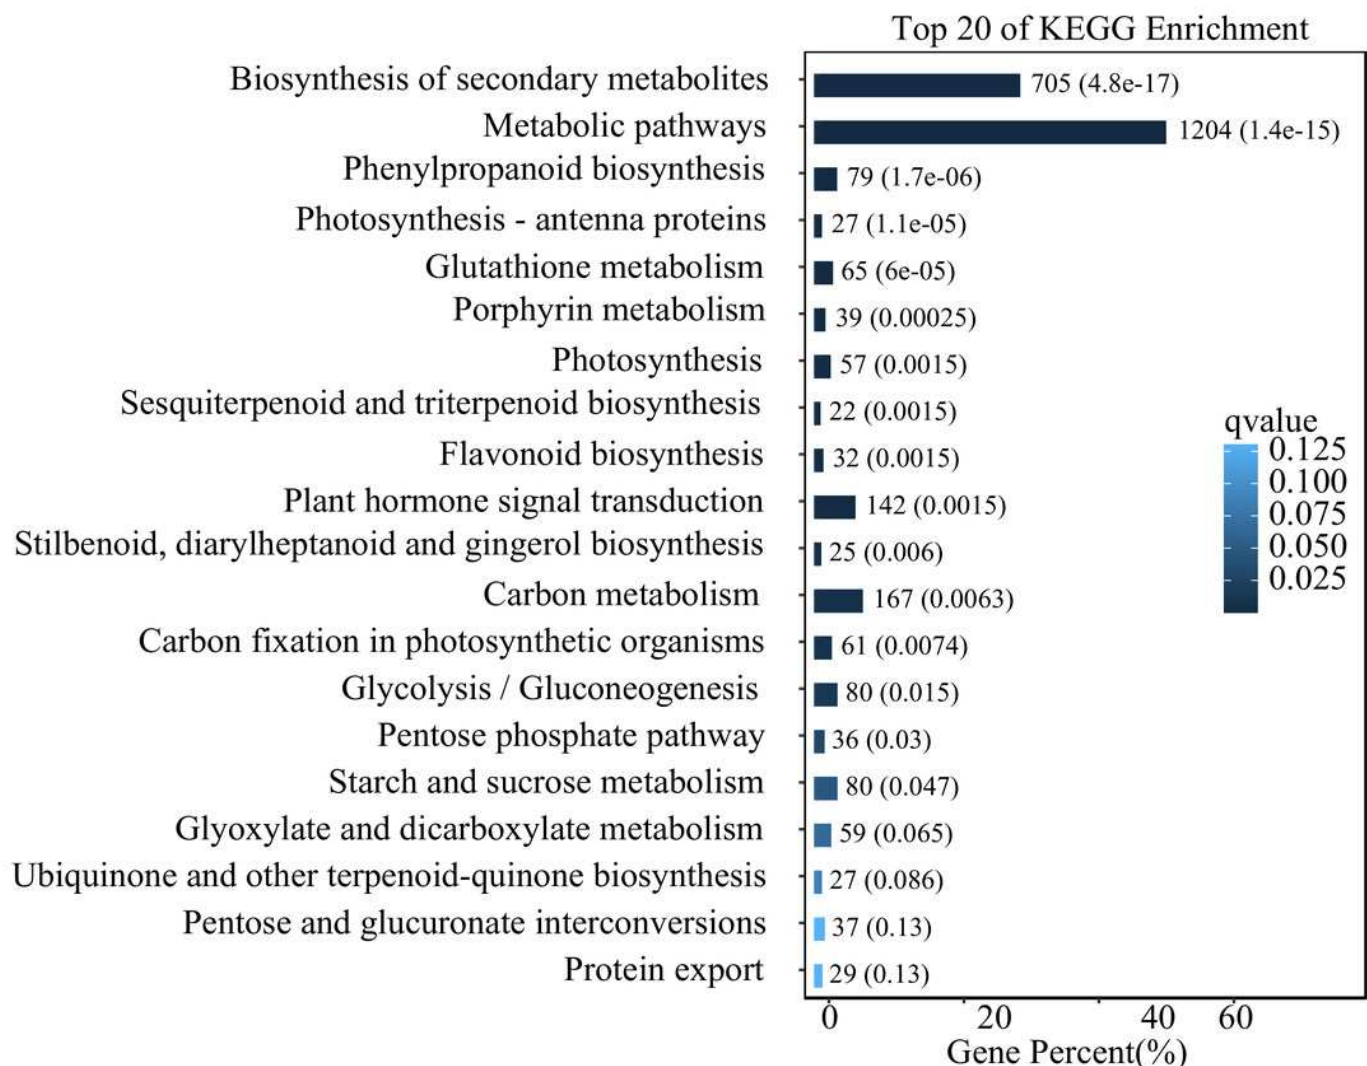 Top 20 of KEGG Enrichment
Biosynthesis of secondary metabolites 705 (4.8e-17)
Metabolic pathways 1204 (1.4e-15)
Phenylpropanoid biosynthesis 79 (1.7e-06)
Photosynthesis - antenna proteins 27 (1.1e-05)
Glutathione metabolism 65 (6e-05)
Porphyrin metabolism 39 (0.00025)
Photosynthesis 57 (0.0015)
Sesquiterpenoid and triterpenoid biosynthesis 22 (0.0015)
Flavonoid biosynthesis 32 (0.0015)
Plant hormone signal transduction 142 (0.0015)
Stilbenoid, diarylheptanoid and gingerol biosynthesis 25 (0.006)
Carbon metabolism 167 (0.0063)
Carbon fixation in photosynthetic organisms 61 (0.0074)
Glycolysis / Gluconeogenesis 80 (0.015)
Pentose phosphate pathway 36 (0.03)
Starch and sucrose metabolism 80 (0.047)
Glyoxylate and dicarboxylate metabolism 59 (0.065)
Ubiquinone and other terpenoid-quinone biosynthesis 27 (0.086)
Pentose and glucuronate interconversions 37 (0.13)
Protein export 29 (0.13)
qvalue
0.125
0.100
0.075
0.050
0.025
0 20 40 60
Gene Percent(%)